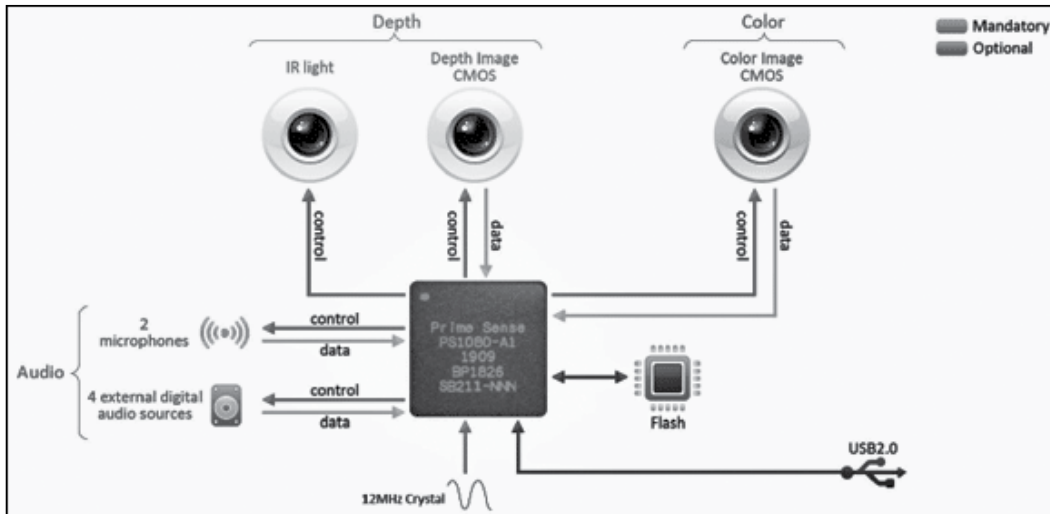 Depth
Color
Mandatory
Optional
IR light
Depth Image
CMOS
Color Image
CMOS
control
control
data
control
data
2
microphones
control
data
Audio
4 external digital
audio sources
control
data
Prime Sense
PS1080-A1
1909
BP1826
SB211-NNN
Flash
USB2.0
12MHz Crystal